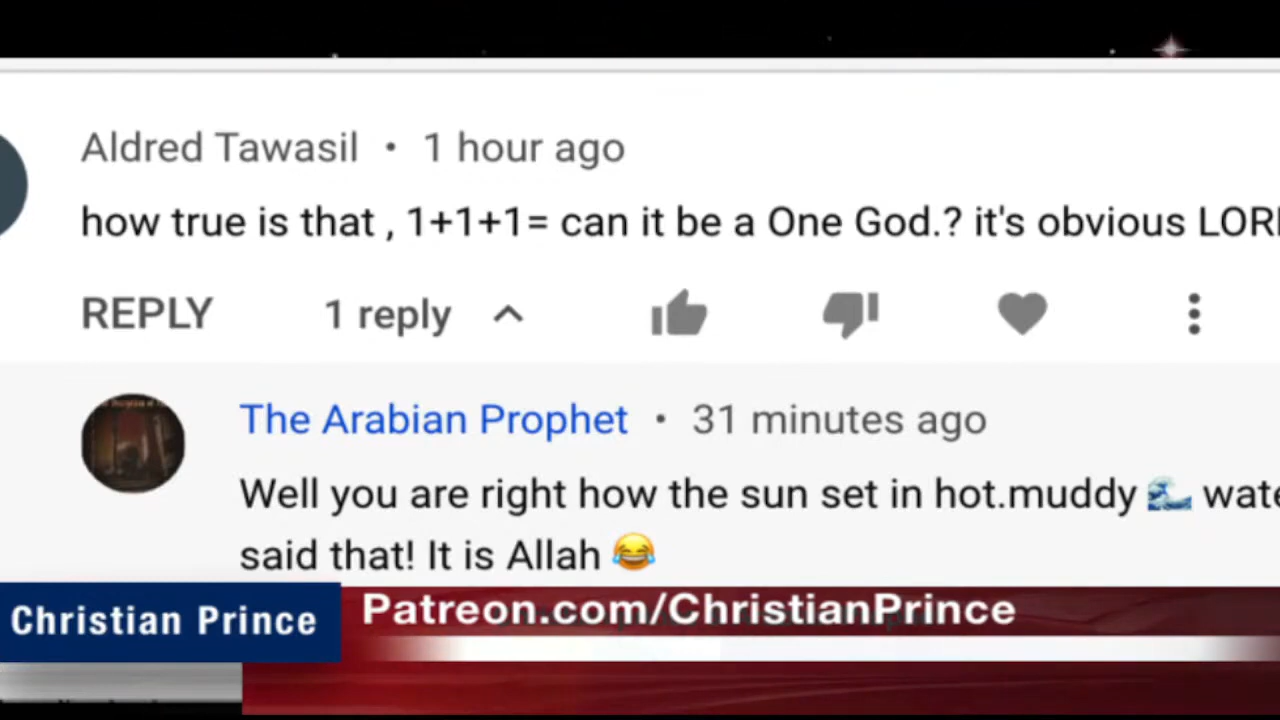 Aldred Tawasil • 1 hour ago
how true is that , 1+1+1= can it be a One God.? it's obvious
REPLY 1 reply
The Arabian Prophet • 31 minutes ago
Well you are right how the sun set in hot.muddy 🌊
said that! It is Allah 😂
Christian Prince
Patreon.com/ChristianPrince